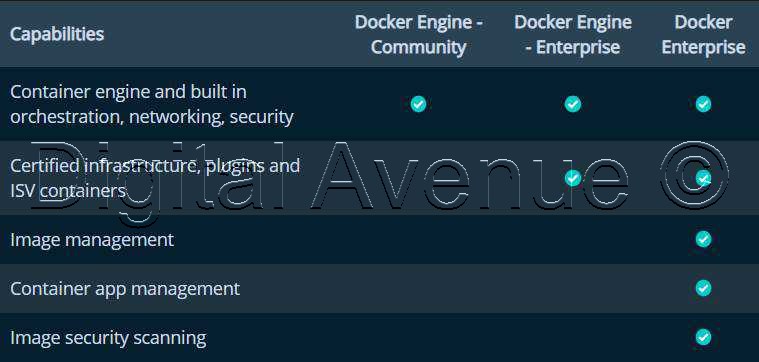 Capabilities
Docker Engine -
Community
Docker Engine
- Enterprise
Docker
Enterprise
Container engine and built in
orchestration, networking, security
Certified infrastructure, plugins and
ISV containers
Digital Avenue ©
Image management
Container app management
Image security scanning